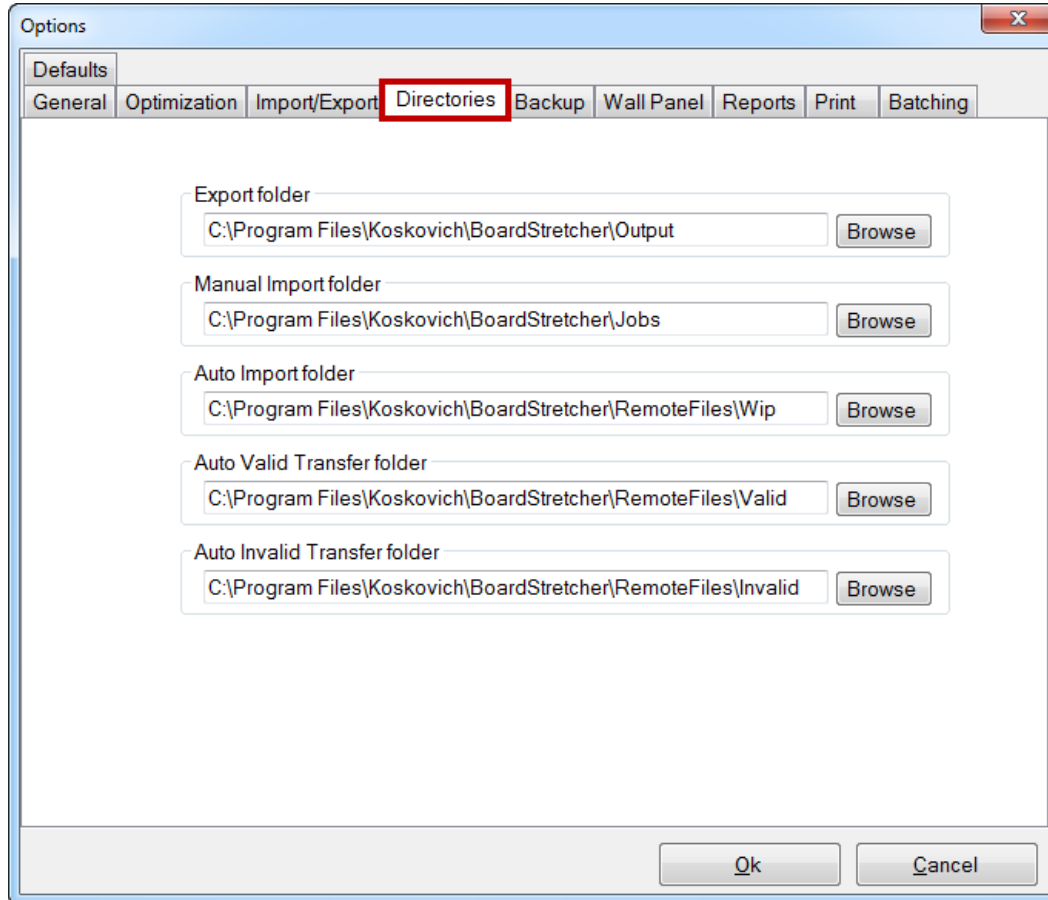 Options
x
Defaults
General Optimization Import/Export Directories Backup Wall Panel Reports Print Batching
Export folder
C:\Program Files\Koskovich\BoardStretcher\Output Browse
Manual Import folder
C:\Program Files\Koskovich\BoardStretcher\Jobs Browse
Auto Import folder
C:\Program Files\Koskovich\BoardStretcher\RemoteFiles\Wip Browse
Auto Valid Transfer folder
C:\Program Files\Koskovich\BoardStretcher\RemoteFiles\Valid Browse
Auto Invalid Transfer folder
C:\Program Files\Koskovich\BoardStretcher\RemoteFiles\Invalid Browse
Ok Cancel